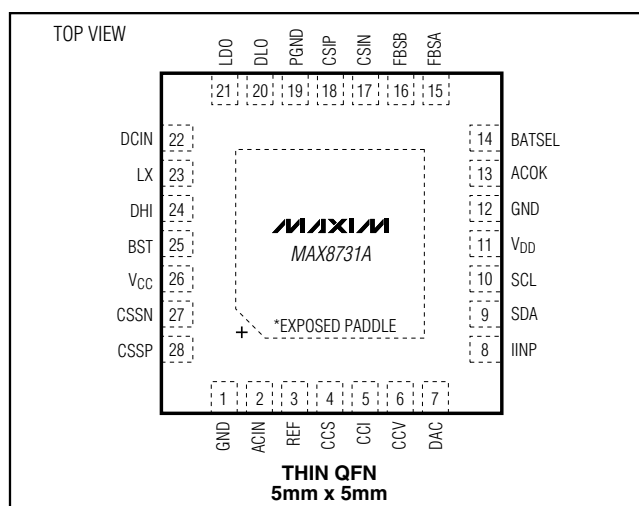 TOP VIEW
LDO
DLO
PGND
CSIP
CSIN
FBSB
FBSA
21 20 19 18 17 16 15
DCIN 22
LX 23
DHI 24
BST 25
VCC 26
CSSN 27
CSSP 28
14 BATSEL
13 ACOK
12 GND
11 VDD
10 SCL
9 SDA
8 IINP
MAXIM
MAX8731A
*EXPOSED PADDLE
+
1 2 3 4 5 6 7
GND
ACIN
REF
CCS
CCI
CCV
DAC
THIN QFN
5mm x 5mm